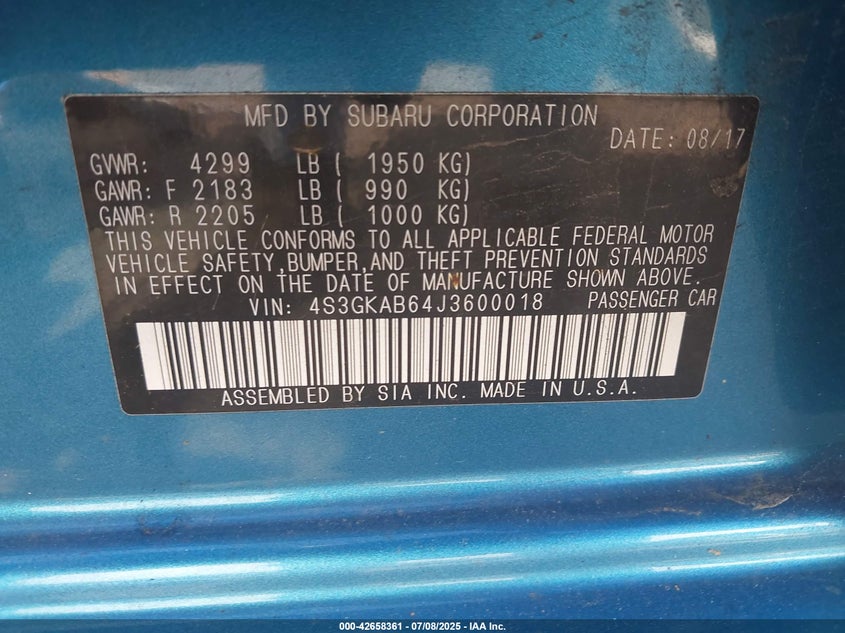 MFD BY SUBARU CORPORATION
DATE: 08/17
GVWR: 4299 LB ( 1950 KG)
GAWR: F 2183 LB ( 990 KG)
GAWR: R 2205 LB ( 1000 KG)
THIS VEHICLE CONFORMS TO ALL APPLICABLE FEDERAL MOTOR
VEHICLE SAFETY,BUMPER,AND THEFT PREVENTION STANDARDS
IN EFFECT ON THE DATE OF MANUFACTURE SHOWN ABOVE.
VIN: 4S3GKAB64J3600018 PASSENGER CAR
ASSEMBLED BY SIA INC. MADE IN U.S.A.
000-42658361 - 07/08/2025 - IAA Inc.